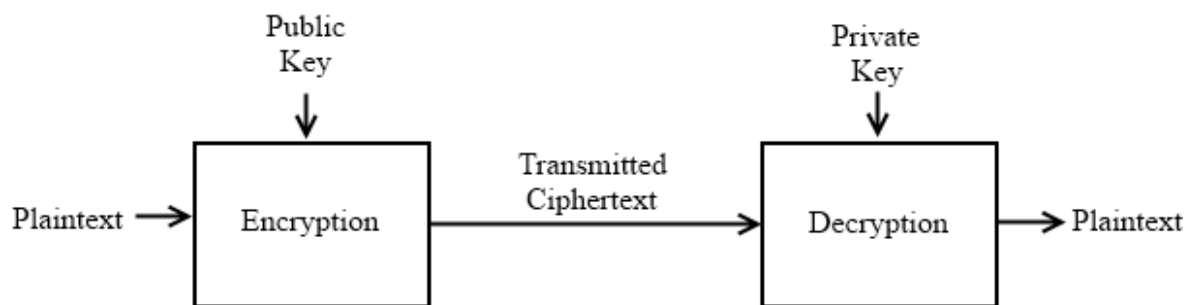 Public
Key
Private
Key
Transmitted
Ciphertext
Plaintext
Encryption
Decryption
Plaintext